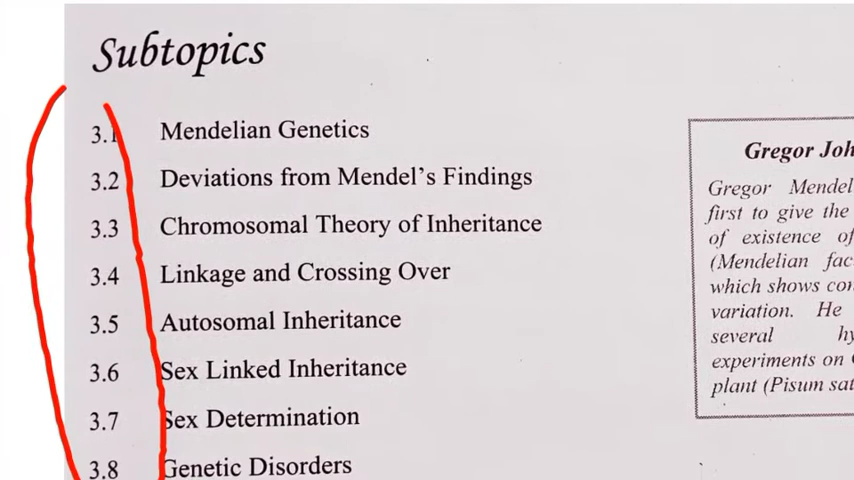 Subtopics
3.1 Mendelian Genetics
3.2 Deviations from Mendel's Findings
3.3 Chromosomal Theory of Inheritance
3.4 Linkage and Crossing Over
3.5 Autosomal Inheritance
3.6 Sex Linked Inheritance
3.7 Sex Determination
3.8 Genetic Disorders
Gregor Joh
Gregor Mendel
first to give the
of existence of
(Mendelian fac
which shows con
variation. He
several hy
experiments on
plant (Pisum sat